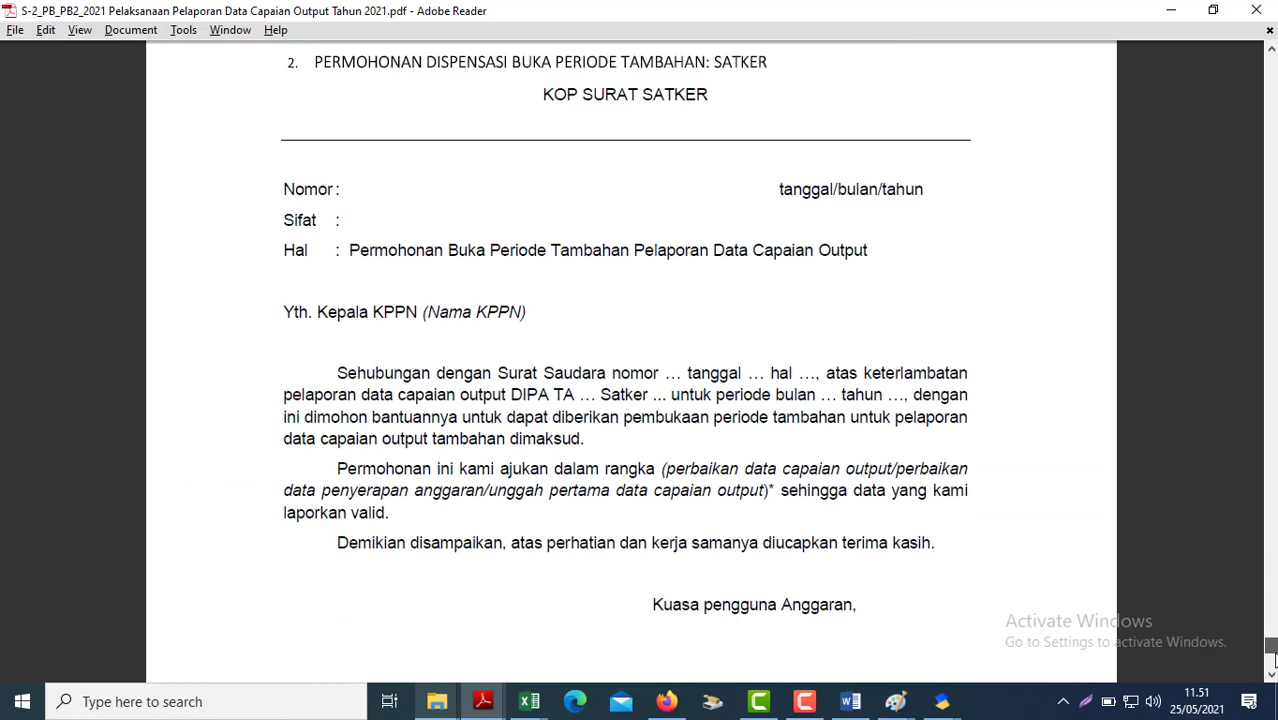 S-2_PB_PB2_2021 Pelaksanaan Pelaporan Data Capaian Output Tahun 2021.pdf - Adobe Reader
File Edit View Document Tools Window Help
2. PERMOHONAN DISPENSASI BUKA PERIODE TAMBAHAN: SATKER
KOP SURAT SATKER
Nomor : tanggal/bulan/tahun
Sifat :
Hal : Permohonan Buka Periode Tambahan Pelaporan Data Capaian Output
Yth. Kepala KPPN (Nama KPPN)
Sehubungan dengan Surat Saudara nomor … tanggal … hal …, atas keterlambatan
pelaporan data capaian output DIPA TA … Satker ... untuk periode bulan … tahun …, dengan
ini dimohon bantuannya untuk dapat diberikan pembukaan periode tambahan untuk pelaporan
data capaian output tambahan dimaksud.
Permohonan ini kami ajukan dalam rangka (perbaikan data capaian output/perbaikan
data penyerapan anggaran/unggah pertama data capaian output)* sehingga data yang kami
laporkan valid.
Demikian disampaikan, atas perhatian dan kerja samanya diucapkan terima kasih.
Kuasa pengguna Anggaran,
Activate Windows
Go to Settings to activate Windows.
Type here to search
11.51
25/05/2021